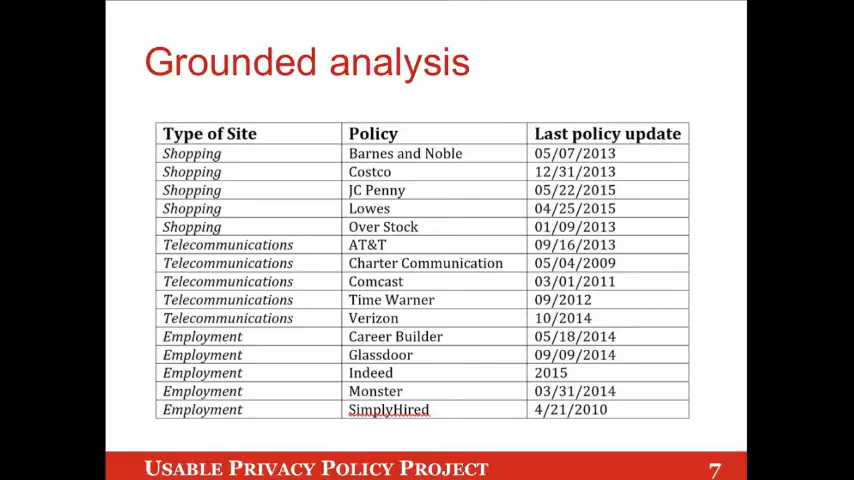 Grounded analysis
Type of Site Policy Last policy update
Shopping Barnes and Noble 05/07/2013
Shopping Costco 12/31/2013
Shopping JC Penny 05/22/2015
Shopping Lowes 04/25/2015
Shopping Over Stock 01/09/2013
Telecommunications AT&T 09/16/2013
Telecommunications Charter Communication 05/04/2009
Telecommunications Comcast 03/01/2011
Telecommunications Time Warner 09/2012
Telecommunications Verizon 10/2014
Employment Career Builder 05/18/2014
Employment Glassdoor 09/09/2014
Employment Indeed 2015
Employment Monster 03/31/2014
Employment SimplyHired 4/21/2010
USABLE PRIVACY POLICY PROJECT 7